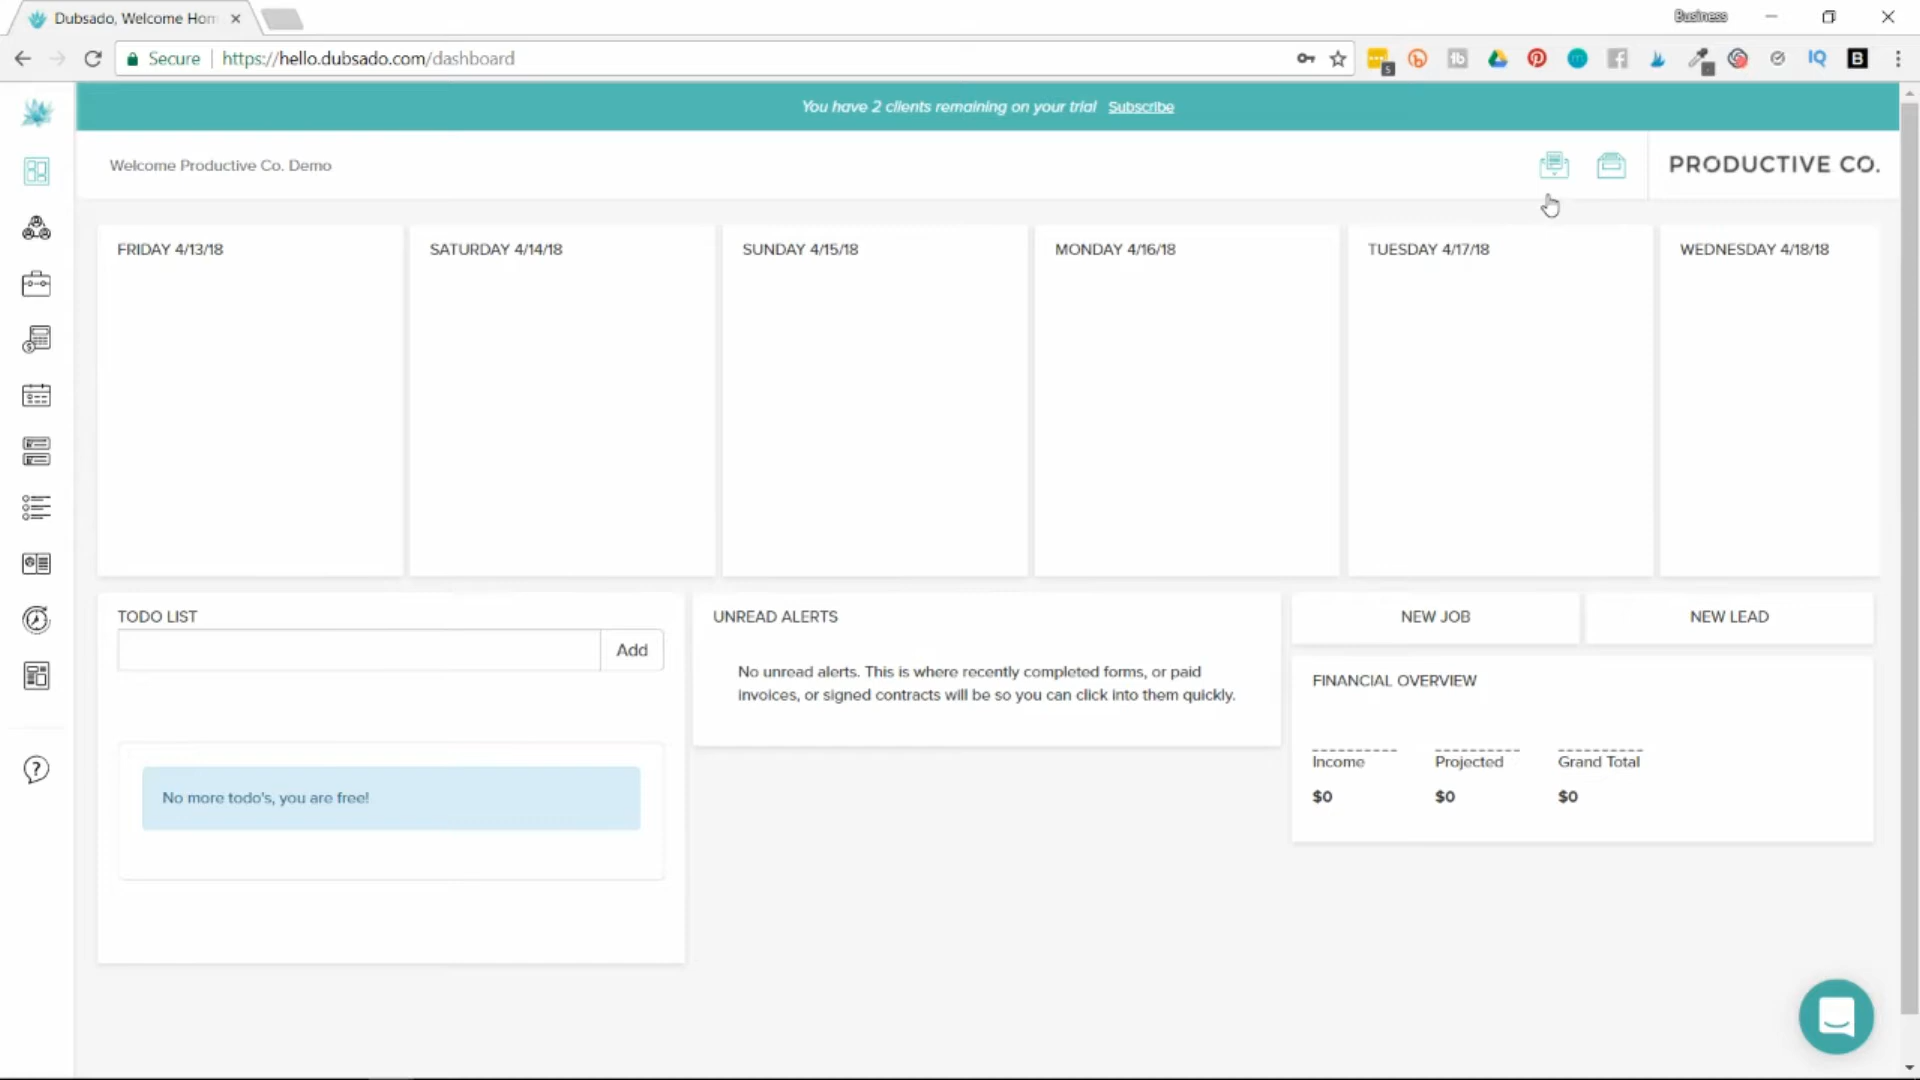 Dubsado, Welcome Hom
Business
Secure
https://hello.dubsado.com/dashboard
5
IQ
B
You have 2 clients remaining on your trial Subscribe
Welcome Productive Co. Demo
PRODUCTIVE CO.
FRIDAY 4/13/18
SATURDAY 4/14/18
SUNDAY 4/15/18
MONDAY 4/16/18
TUESDAY 4/17/18
WEDNESDAY 4/18/18
TODO LIST
Add
No more todo's, you are free!
UNREAD ALERTS
No unread alerts. This is where recently completed forms, or paid
invoices, or signed contracts will be so you can click into them quickly.
NEW JOB
NEW LEAD
FINANCIAL OVERVIEW
Income
Projected
Grand Total
$0
$0
$0
?